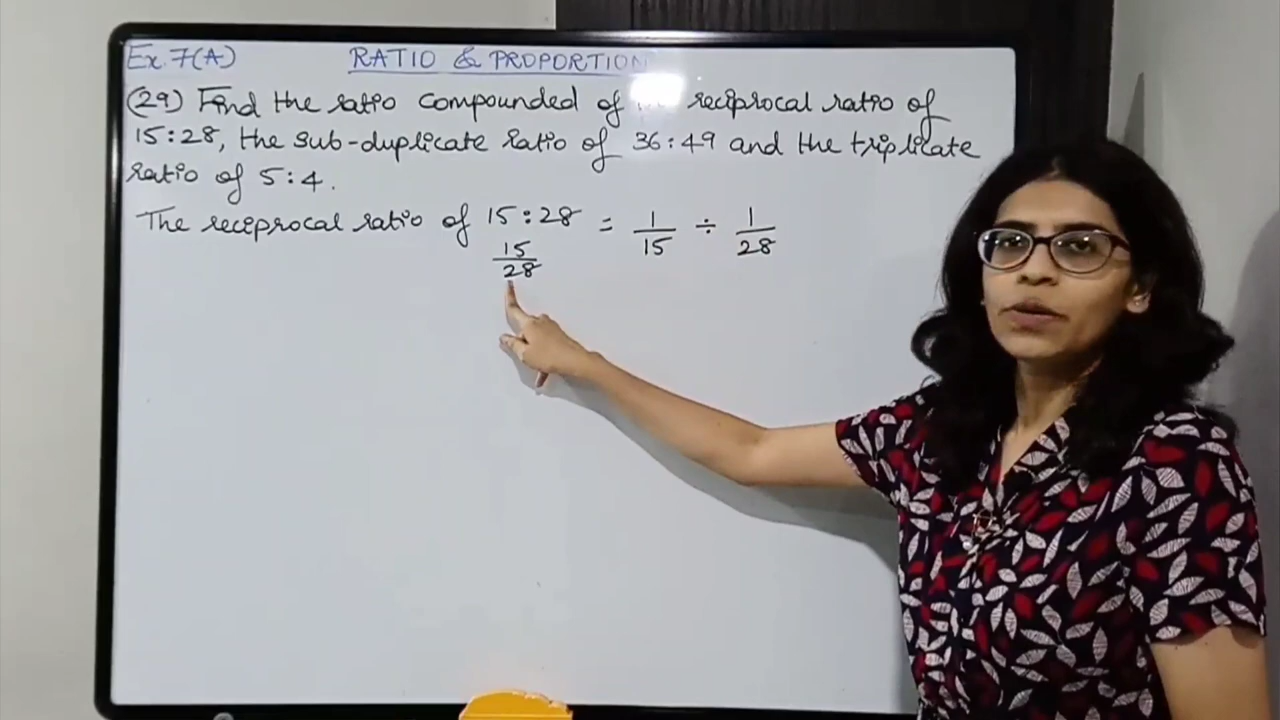 Ex. 7(A) RATIO & PROPORTION
(29) Find the ratio compounded of reciprocal ratio of
15:28, the sub-duplicate ratio of 36:49 and the triplicate
ratio of 5:4.
The reciprocal ratio of 15:28 = 1/15 ÷ 1/28
15/28